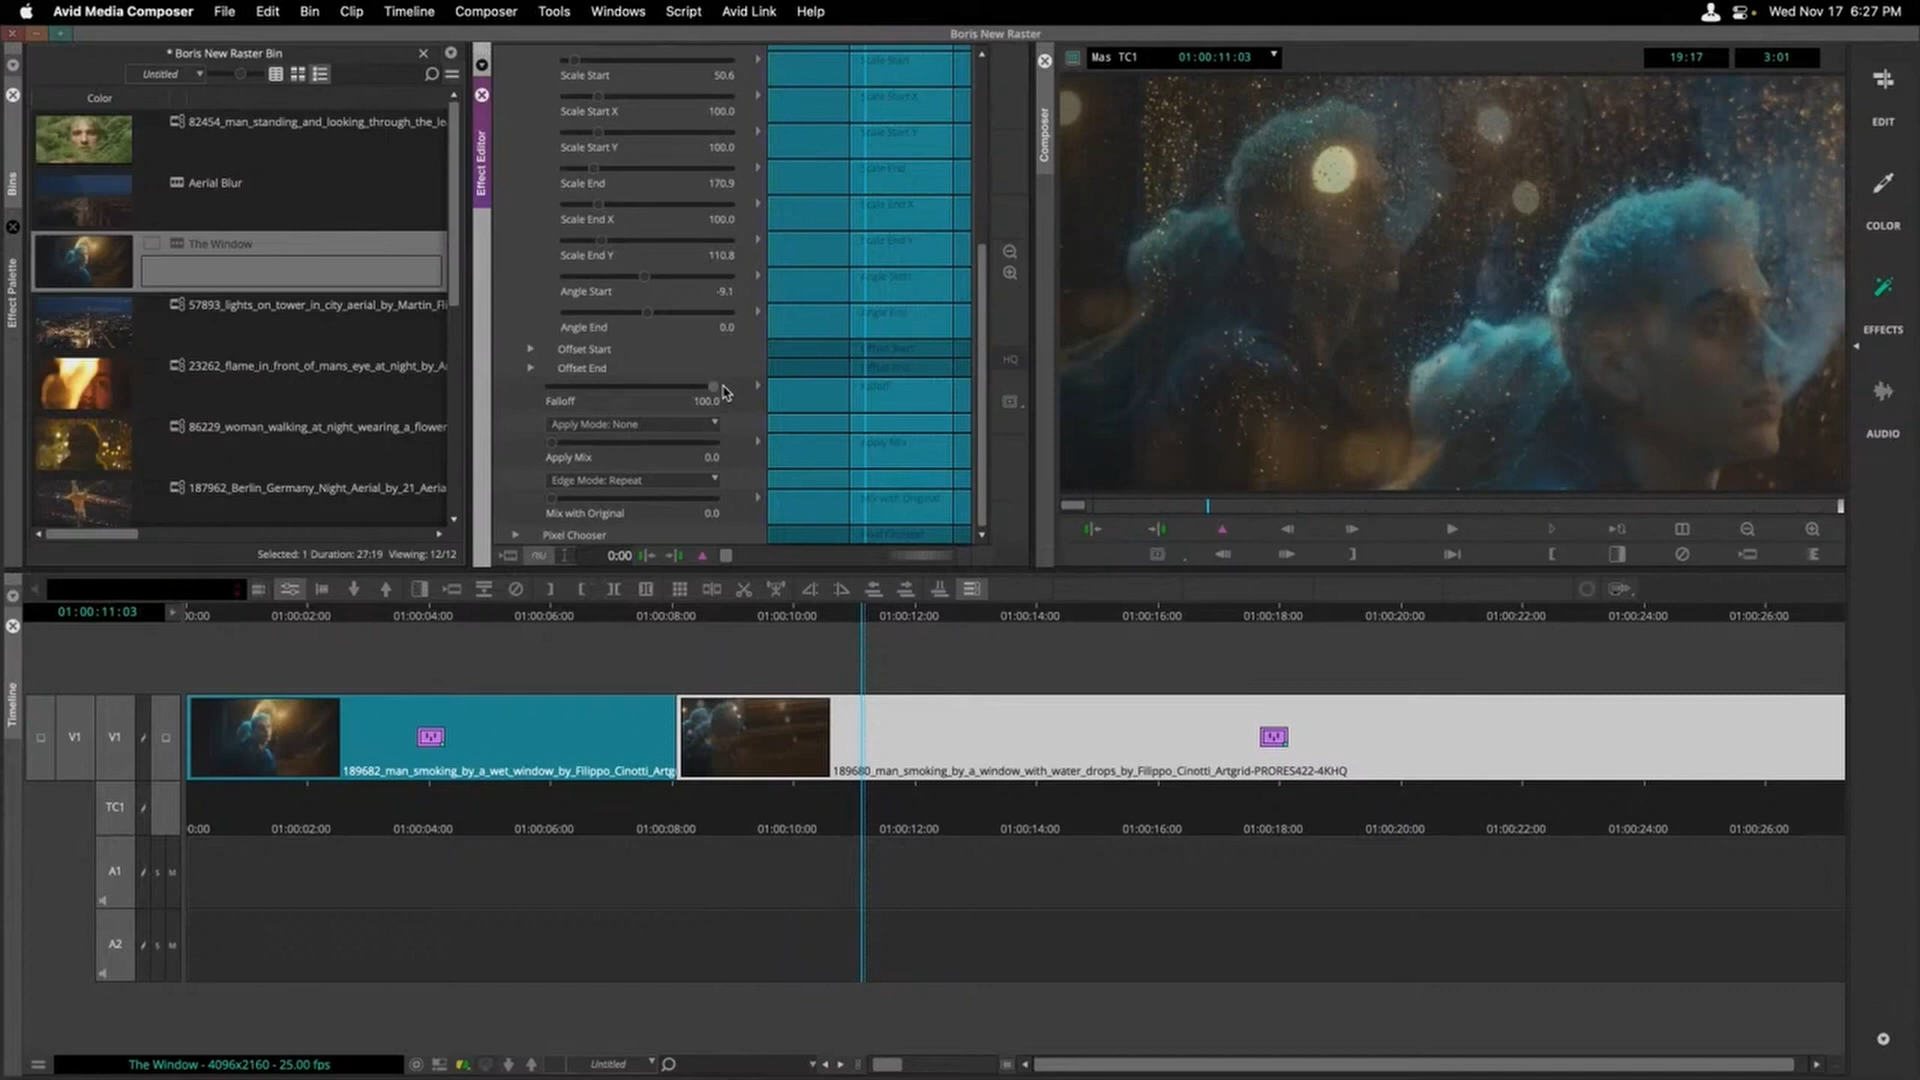 Avid Media Composer File Edit Bin Clip Timeline Composer Tools Windows Script Avid Link Help Wed Nov 17 6:27 PM
Boris New Raster
* Boris New Raster Bin
Untitled
Color
82454_man_standing_and_looking_through_the_le
Aerial Blur
The Window
57893_lights_on_tower_in_city_aerial_by_Martin_Fli
23262_flame_in_front_of_mans_eye_at_night_by_A
86229_woman_walking_at_night_wearing_a_flower
187962_Berlin_Germany_Night_Aerial_by_21_Aeria
Selected: 1 Duration: 27:19 Viewing: 12/12
Bins
Effect Palette
Effect Editor
Scale Start 50.6
Scale Start X 100.0
Scale Start Y 100.0
Scale End 170.9
Scale End X 100.0
Scale End Y 110.8
Angle Start -9.1
Angle End 0.0
Offset Start
Offset End
Falloff 100.0
Apply Mode: None
Apply Mix 0.0
Edge Mode: Repeat
Mix with Original 0.0
Pixel Chooser
Scale Start
Scale Start X
Scale Start Y
Scale End
Scale End X
Scale End Y
Angle Start
Angle End
Offset Start
Offset End
Falloff
Apply Mix
Mix with Original
Pixel Chooser
0:00
HQ
Composer
Mas TC1 01:00:11:03 19:17 3:01
EDIT
COLOR
EFFECTS
AUDIO
Timeline
01:00:11:03 0:00 01:00:02:00 01:00:04:00 01:00:06:00 01:00:08:00 01:00:10:00 01:00:12:00 01:00:14:00 01:00:16:00 01:00:18:00 01:00:20:00 01:00:22:00 01:00:24:00 01:00:26:00
V1 V1
189682_man_smoking_by_a_wet_window_by_Filippo_Cinotti_Artg
189680_man_smoking_by_a_window_with_water_drops_by_Filippo_Cinotti_Artgrid-PRORES422-4KHQ
TC1
0:00 01:00:02:00 01:00:04:00 01:00:06:00 01:00:08:00 01:00:10:00 01:00:12:00 01:00:14:00 01:00:16:00 01:00:18:00 01:00:20:00 01:00:22:00 01:00:24:00 01:00:26:00
A1 S M
A2 S M
The Window - 4096x2160 - 25.00 fps
Untitled